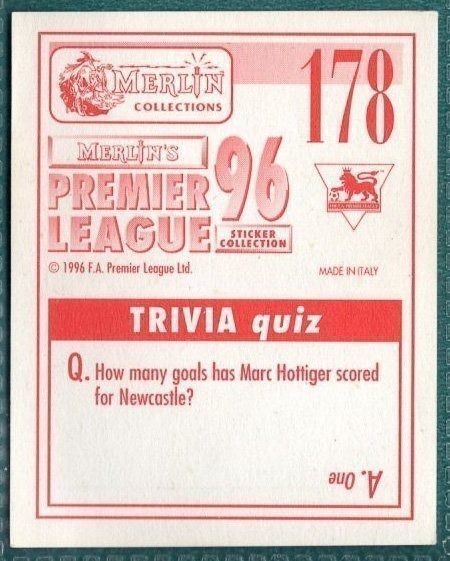 MERLIN
COLLECTIONS
178
MERLIN'S
PREMIER
LEAGUE 96
STICKER
COLLECTION
© 1996 F.A. Premier League Ltd.
MADE IN ITALY
TRIVIA quiz
Q. How many goals has Marc Hottiger scored
for Newcastle?
A. One